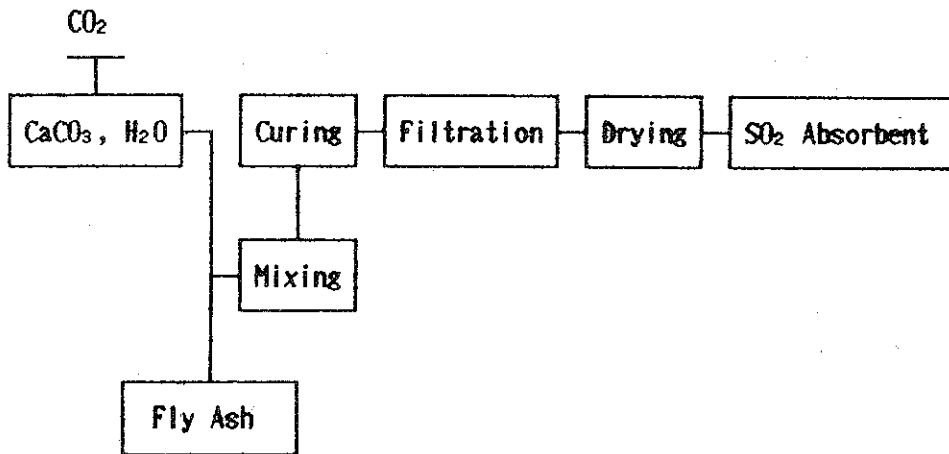 CO₂
CaCO₃, H₂O
Curing
Filtration
Drying
SO₂ Absorbent
Mixing
Fly Ash